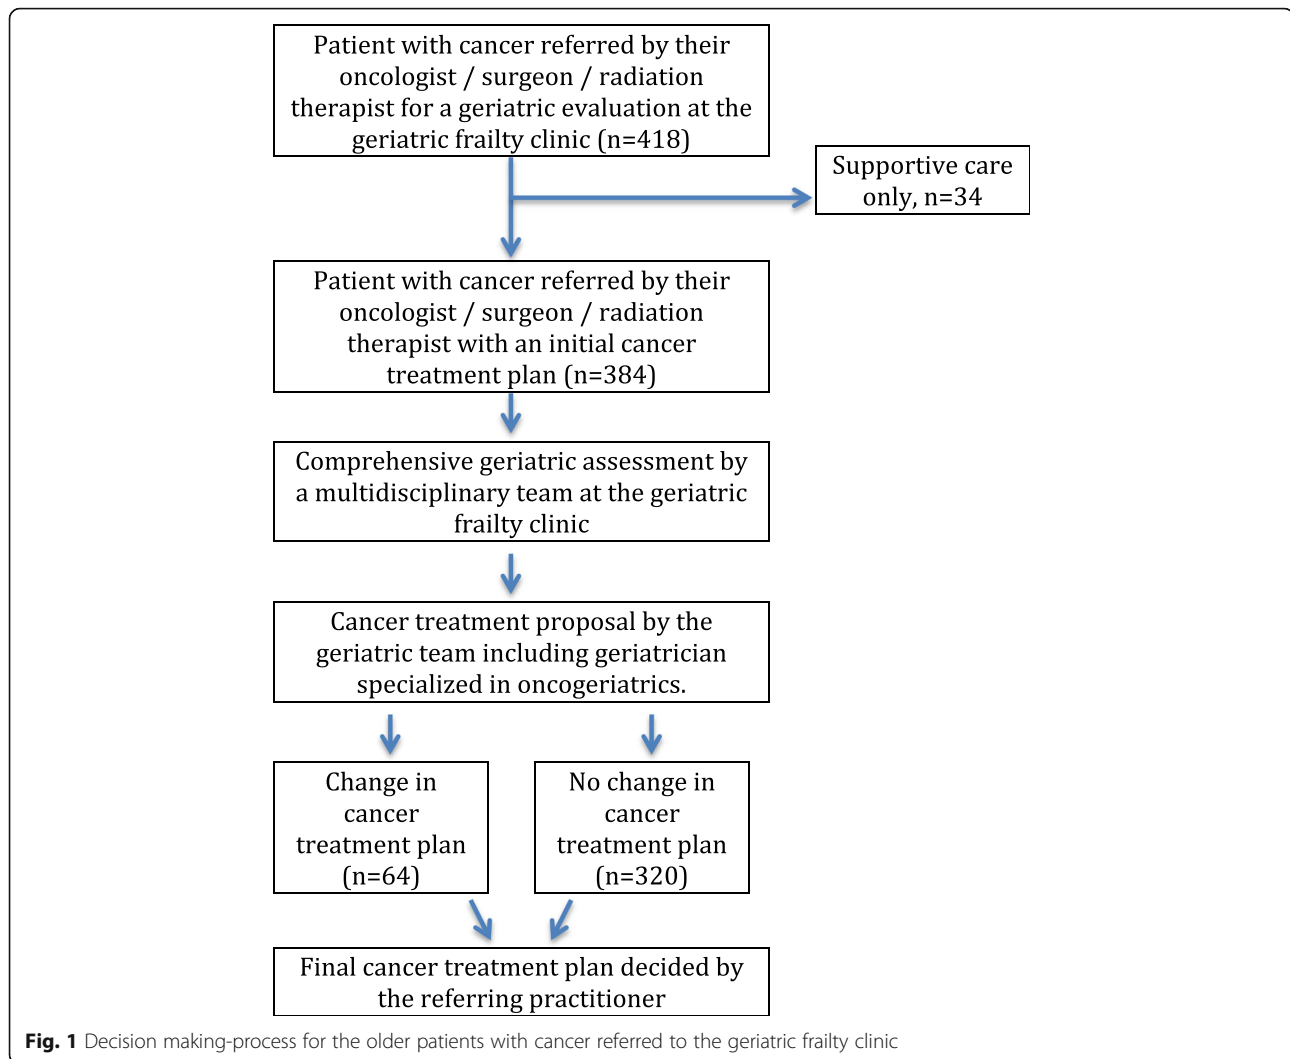 Patient with cancer referred by their
oncologist / surgeon / radiation
therapist for a geriatric evaluation at the
geriatric frailty clinic (n=418)
Supportive care
only, n=34
Patient with cancer referred by their
oncologist / surgeon / radiation
therapist with an initial cancer
treatment plan (n=384)
Comprehensive geriatric assessment by
a multidisciplinary team at the geriatric
frailty clinic
Cancer treatment proposal by the
geriatric team including geriatrician
specialized in oncogeriatrics.
Change in
cancer
treatment plan
(n=64)
No change in
cancer
treatment plan
(n=320)
Final cancer treatment plan decided by
the referring practitioner
Fig. 1 Decision making-process for the older patients with cancer referred to the geriatric frailty clinic